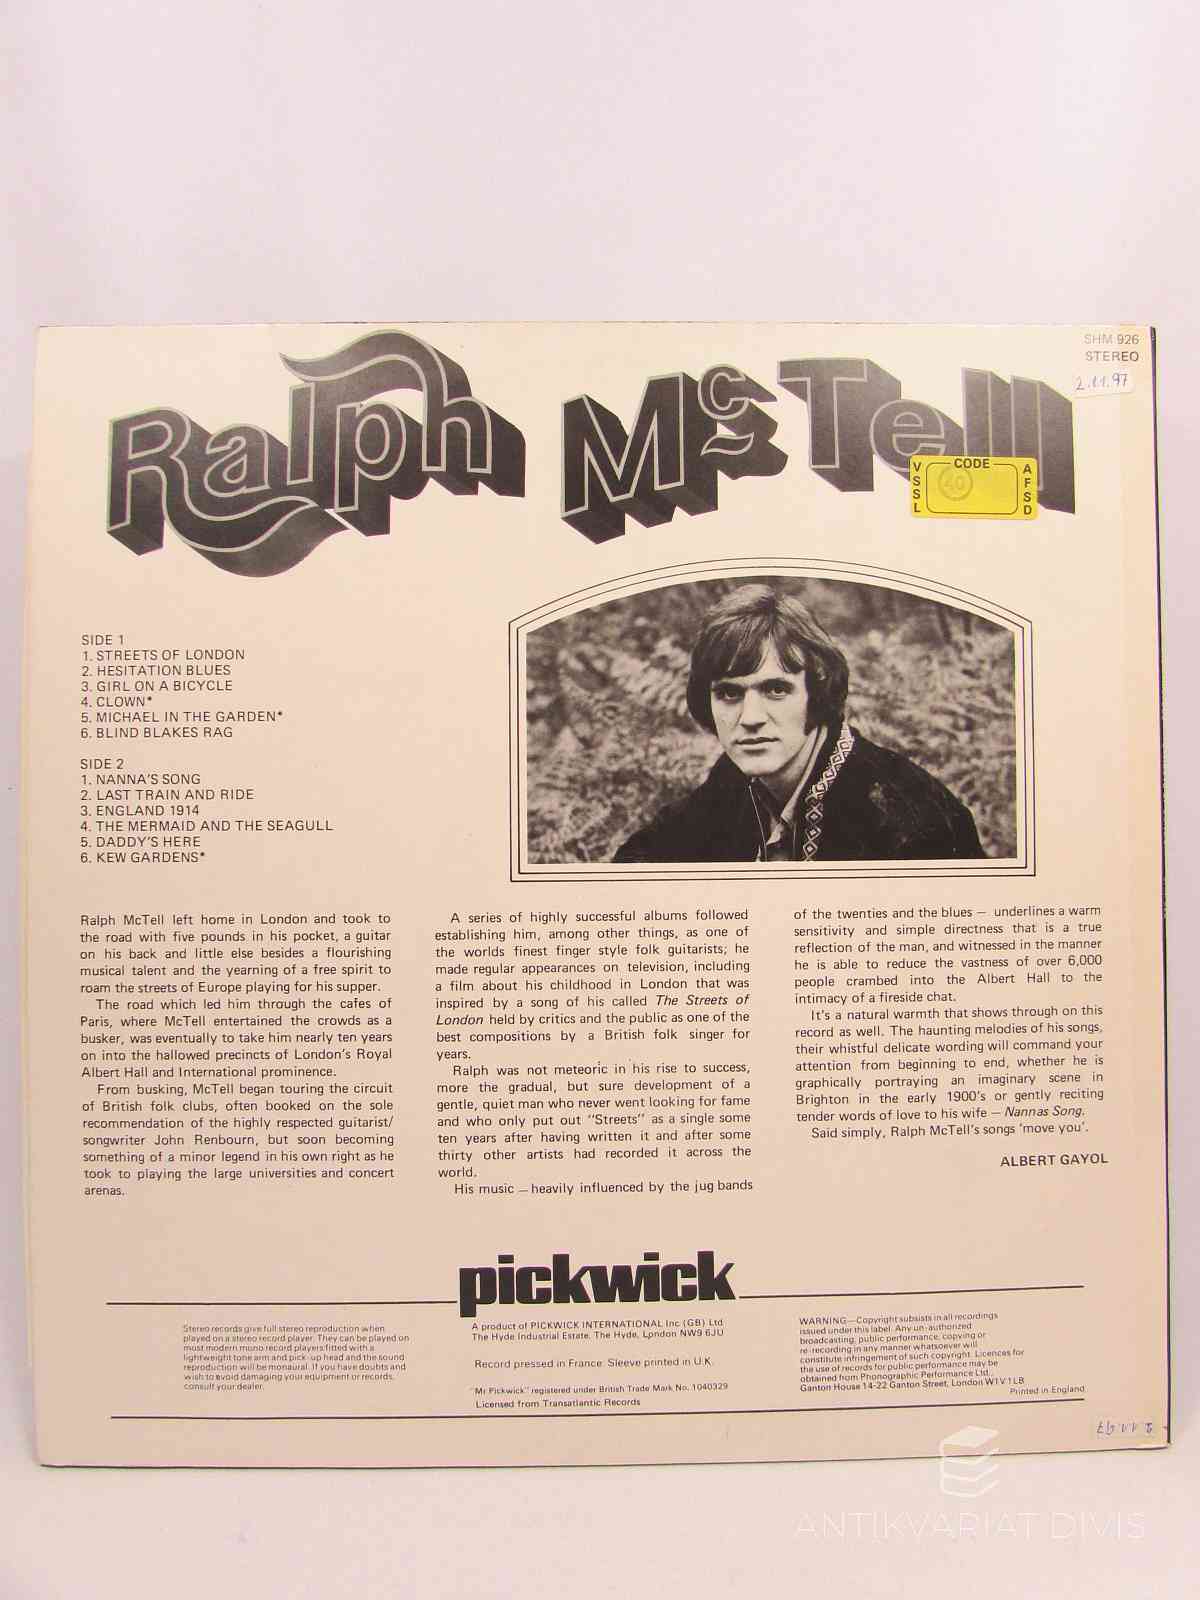 SHM 926
STEREO
2.11.97
Ralph McTell
VSSL
CODE
40
AFSD
SIDE 1
1. STREETS OF LONDON
2. HESITATION BLUES
3. GIRL ON A BICYCLE
4. CLOWN*
5. MICHAEL IN THE GARDEN*
6. BLIND BLAKES RAG
SIDE 2
1. NANNA'S SONG
2. LAST TRAIN AND RIDE
3. ENGLAND 1914
4. THE MERMAID AND THE SEAGULL
5. DADDY'S HERE
6. KEW GARDENS*
Ralph McTell left home in London and took to
the road with five pounds in his pocket, a guitar
on his back and little else besides a flourishing
musical talent and the yearning of a free spirit to
roam the streets of Europe playing for his supper.
The road which led him through the cafes of
Paris, where McTell entertained the crowds as a
busker, was eventually to take him nearly ten years
on into the hallowed precincts of London's Royal
Albert Hall and International prominence.
From busking, McTell began touring the circuit
of British folk clubs, often booked on the sole
recommendation of the highly respected guitarist/
songwriter John Renbourn, but soon becoming
something of a minor legend in his own right as he
took to playing the large universities and concert
arenas.
A series of highly successful albums followed
establishing him, among other things, as one of
the worlds finest finger style folk guitarists; he
made regular appearances on television, including
a film about his childhood in London that was
inspired by a song of his called The Streets of
London held by critics and the public as one of the
best compositions by a British folk singer for
years.
Ralph was not meteoric in his rise to success,
more the gradual, but sure development of a
gentle, quiet man who never went looking for fame
and who only put out "Streets" as a single some
ten years after having written it and after some
thirty other artists had recorded it across the
world.
His music — heavily influenced by the jug bands
of the twenties and the blues — underlines a warm
sensitivity and simple directness that is a true
reflection of the man, and witnessed in the manner
he is able to reduce the vastness of over 6,000
people crambed into the Albert Hall to the
intimacy of a fireside chat.
It's a natural warmth that shows through on this
record as well. The haunting melodies of his songs,
their whistful delicate wording will command your
attention from beginning to end, whether he is
graphically portraying an imaginary scene in
Brighton in the early 1900's or gently reciting
tender words of love to his wife — Nannas Song.
Said simply, Ralph McTell's songs 'move you'.
ALBERT GAYOL
pickwick
Stereo records give full stereo reproduction when
played on a stereo record player. They can be played on
most modern mono record players fitted with a
lightweight tone arm and pick-up head and the sound
reproduction will be monaural. If you have doubts and
wish to avoid damaging your equipment or records,
consult your dealer.
A product of PICKWICK INTERNATIONAL Inc (GB) Ltd
The Hyde Industrial Estate, The Hyde, London NW9 6JU
Record pressed in France. Sleeve printed in U.K.
"Mr Pickwick" registered under British Trade Mark No. 1040329
Licensed from Transatlantic Records
WARNING—Copyright subsists in all recordings
issued under this label. Any un-authorized
broadcasting, public performance, copying or
re-recording in any manner whatsoever will
constitute infringement of such copyright. Licences for
the use of records for public performance may be
obtained from Phonographic Performance Ltd.,
Ganton House 14-22 Ganton Street, London W1V 1LB
Printed in England
2.11.97
ANTIKVARIAT DIVIS